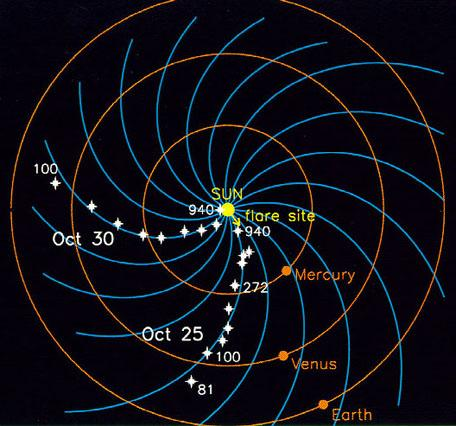 100
SUN
940
flare site
940
Oct 30
Mercury
272
Oct 25
100
Venus
81
Earth